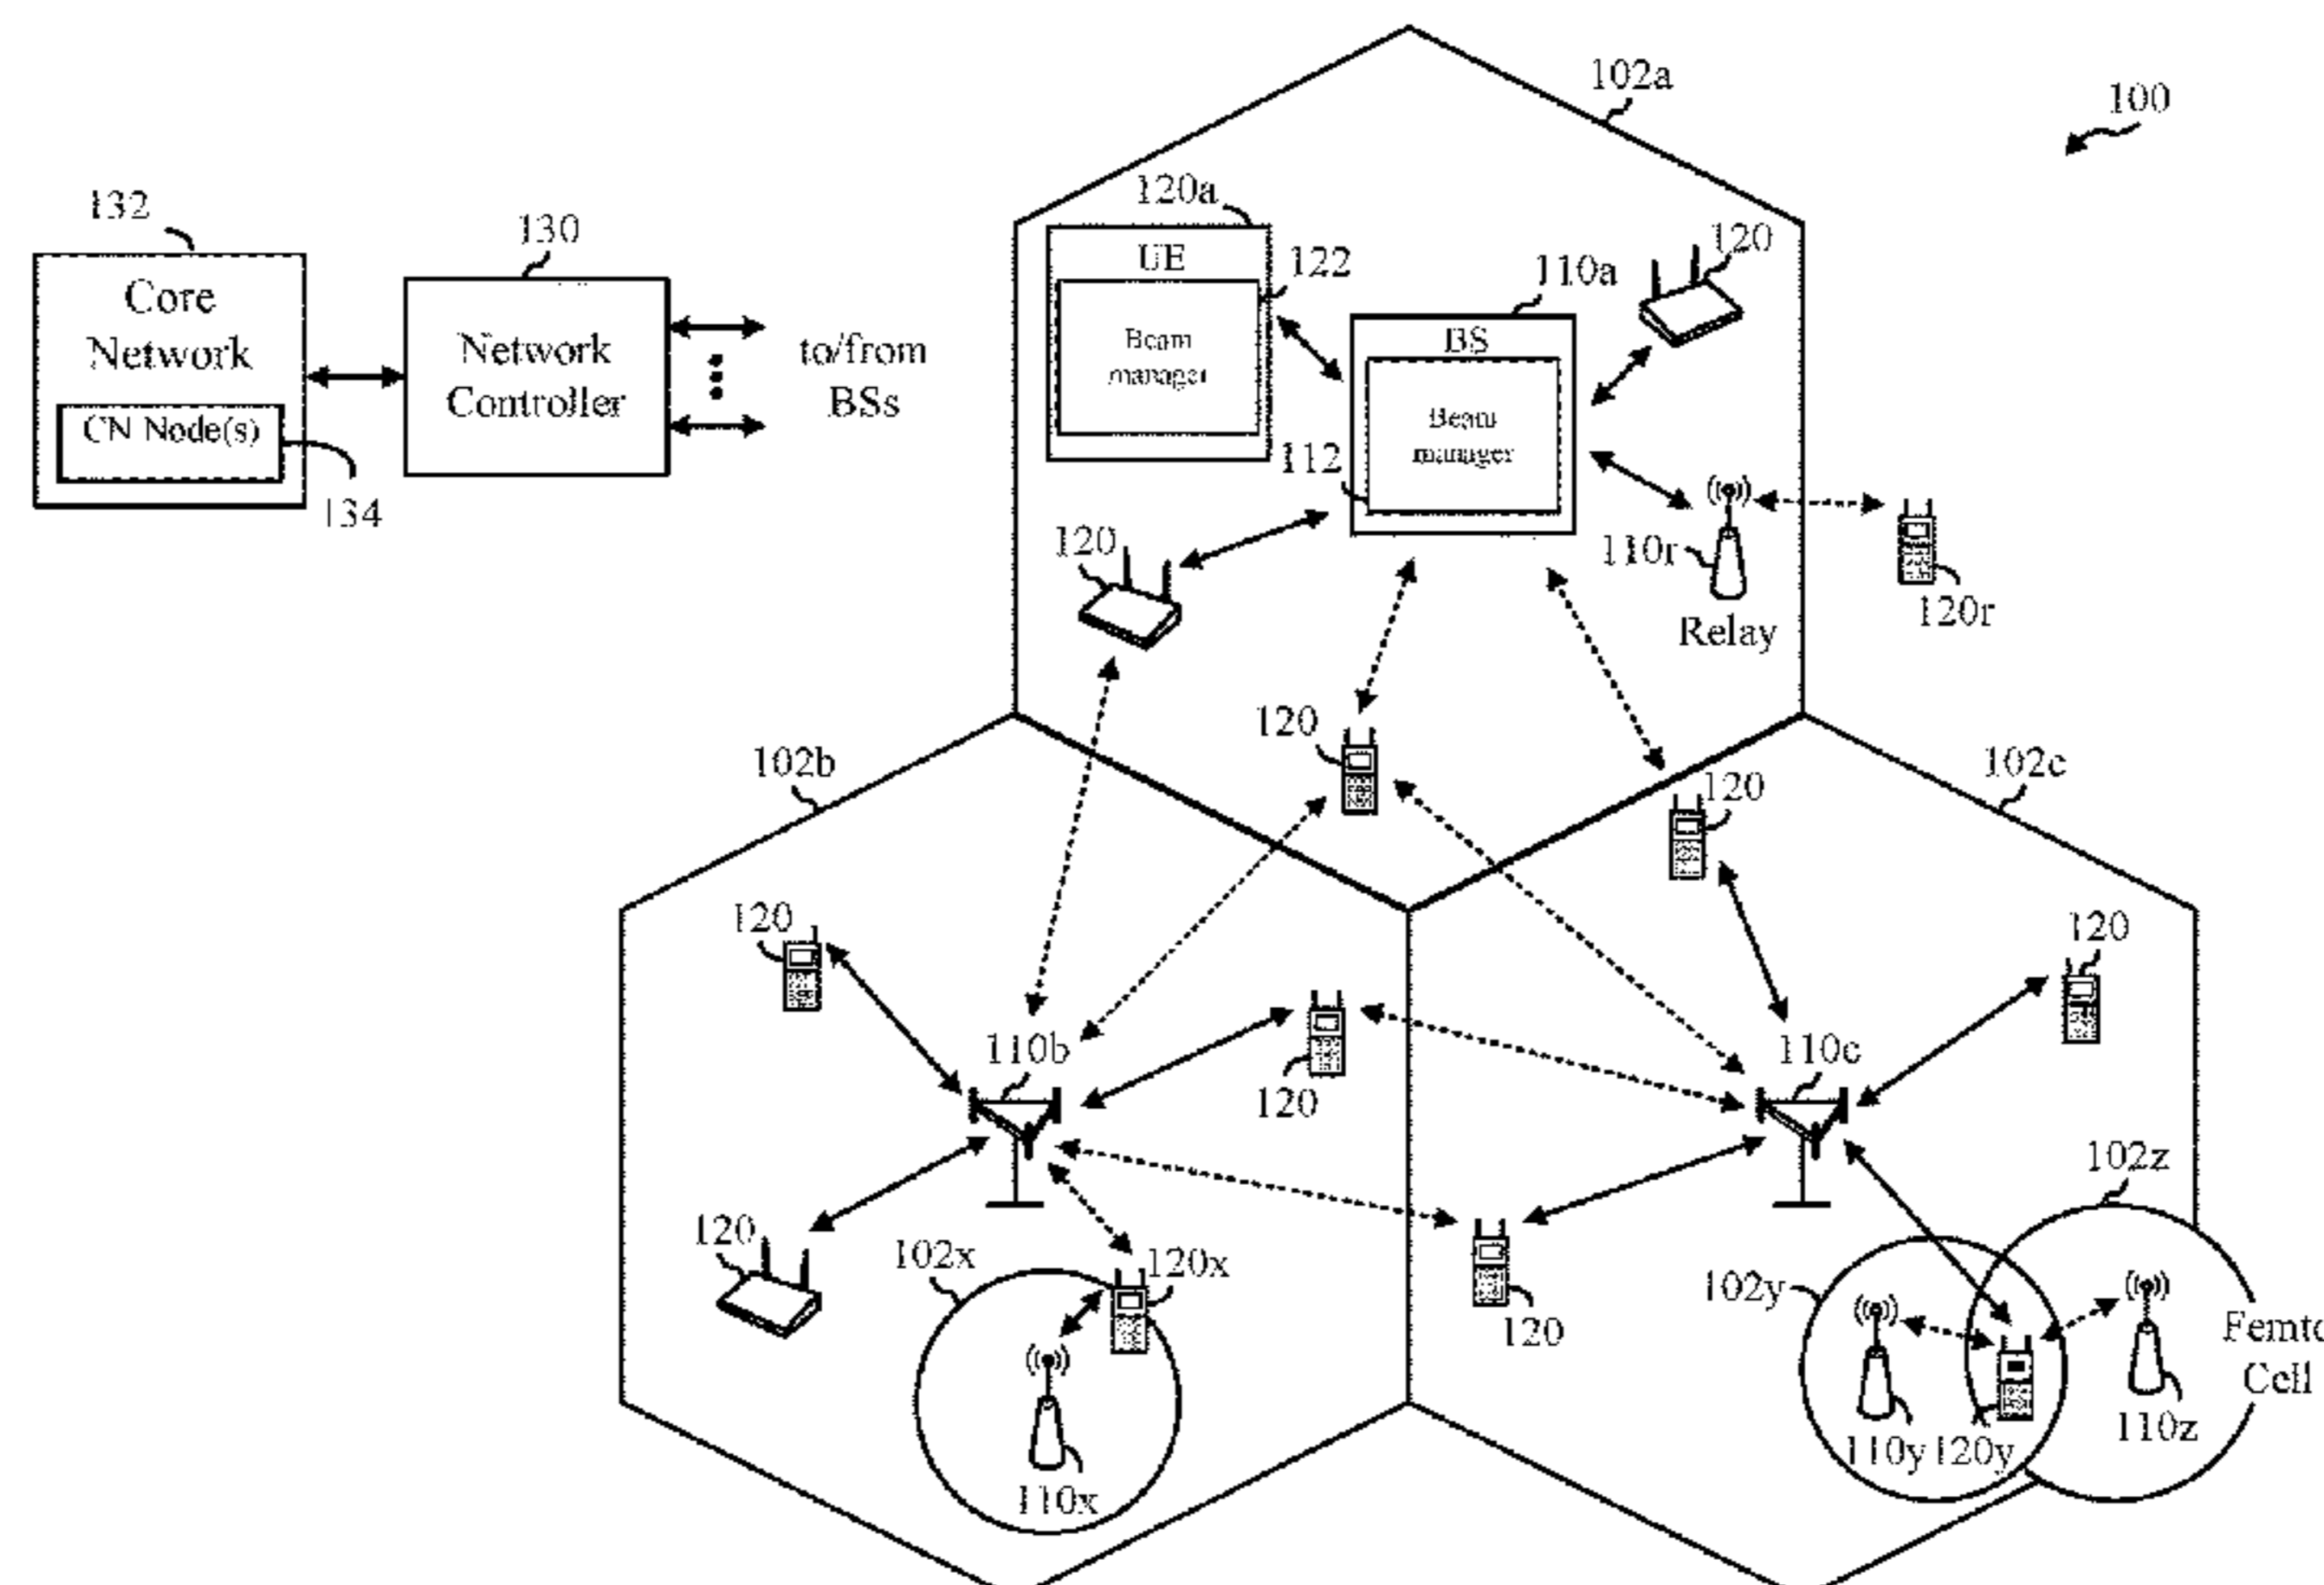 102a
100
132
130
120a
120
Core
Network
CN Node(s)
134
Network
Controller
to/from
BSs
UE
122
Beam
manager
110a
BS
Beam
manager
112
120
110r
Relay
120r
102b
120
120
102c
120
120
110b
120
110c
120
102z
120
102x
120x
102y
120
Femto
Cell
110x
110y
120y
110z